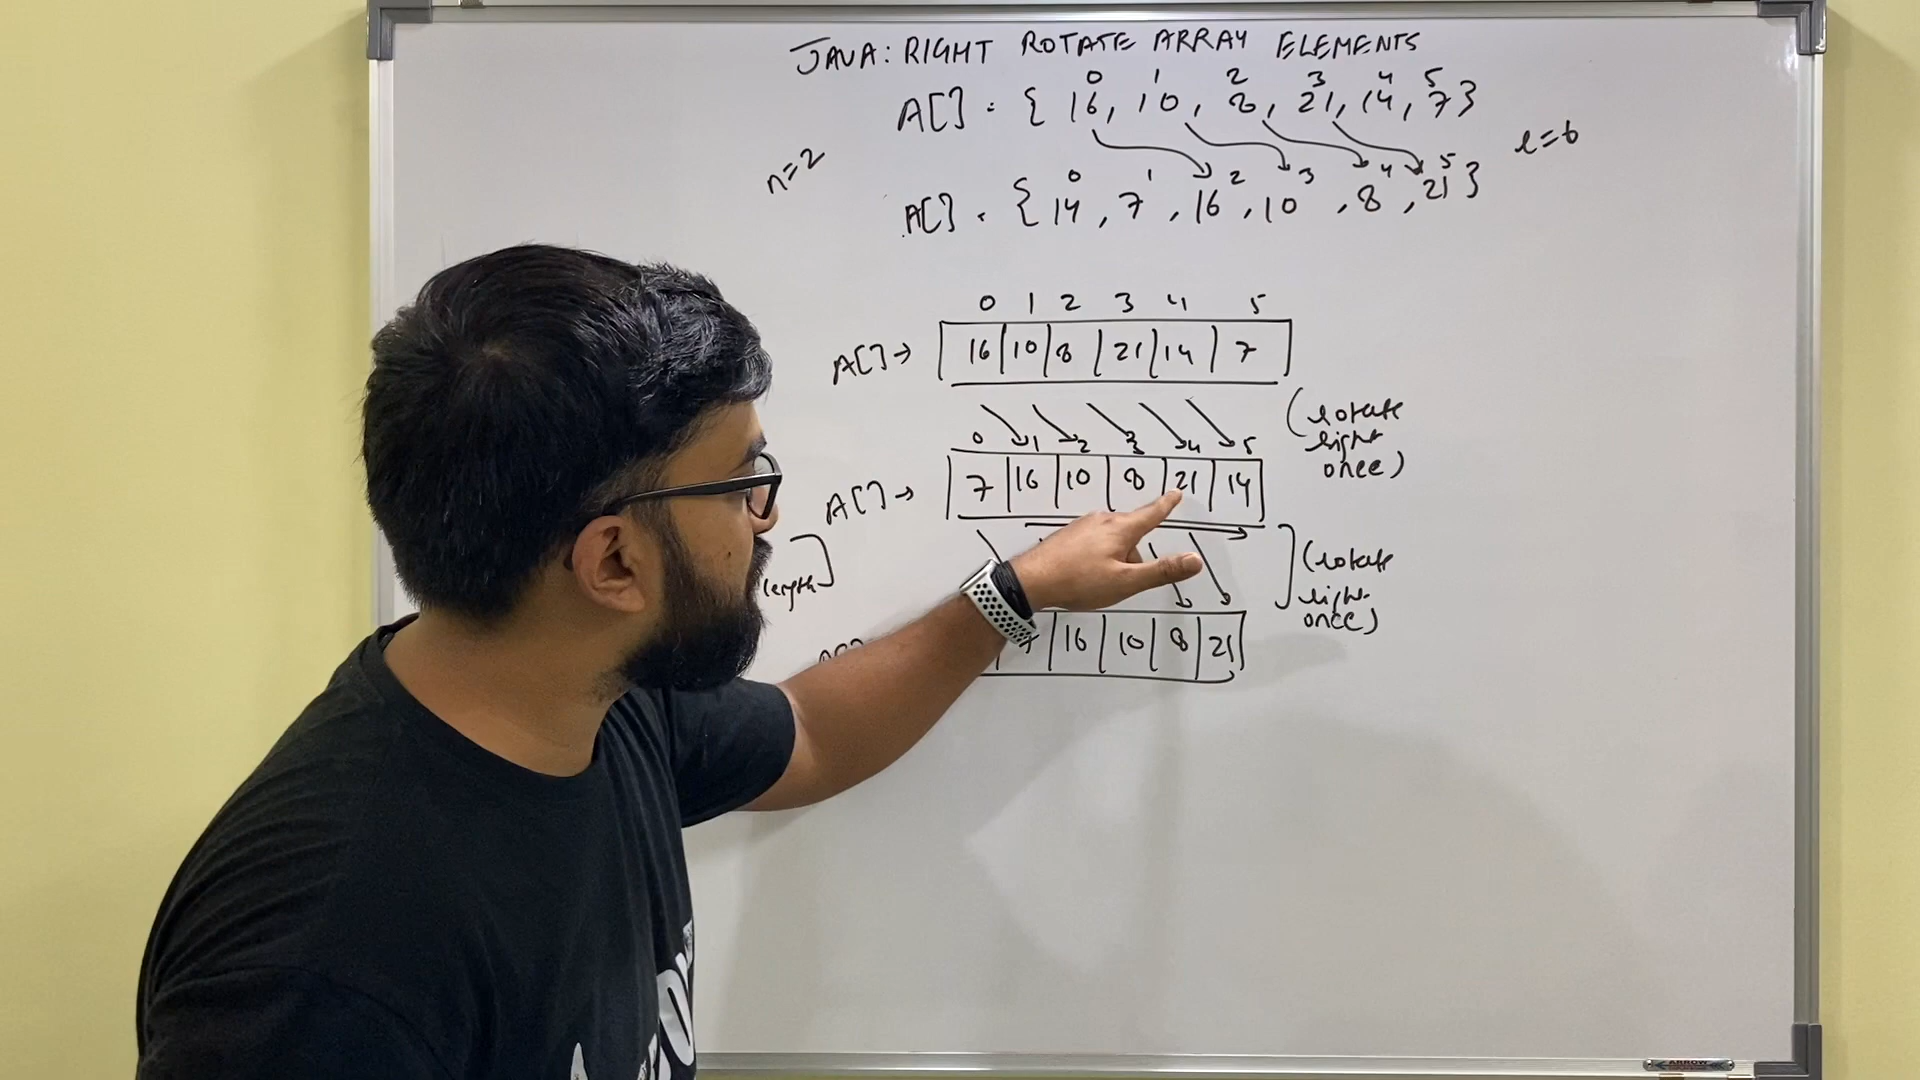 JAVA: RIGHT ROTATE ARRAY ELEMENTS
0 1 2 3 4 5
A[] = { 16, 10, 8, 21, 14, 7 }
n=2
l=6
0 1 2 3 4 5
A[] = { 14, 7, 16, 10, 8, 21 }
0 1 2 3 4 5
A[] → 16 10 8 21 14 7
(rotate
right
once)
0 1 2 3 4 5
A[] → 7 16 10 8 21 14
(rotate
right
once)
length
7 16 10 8 21
ARROW